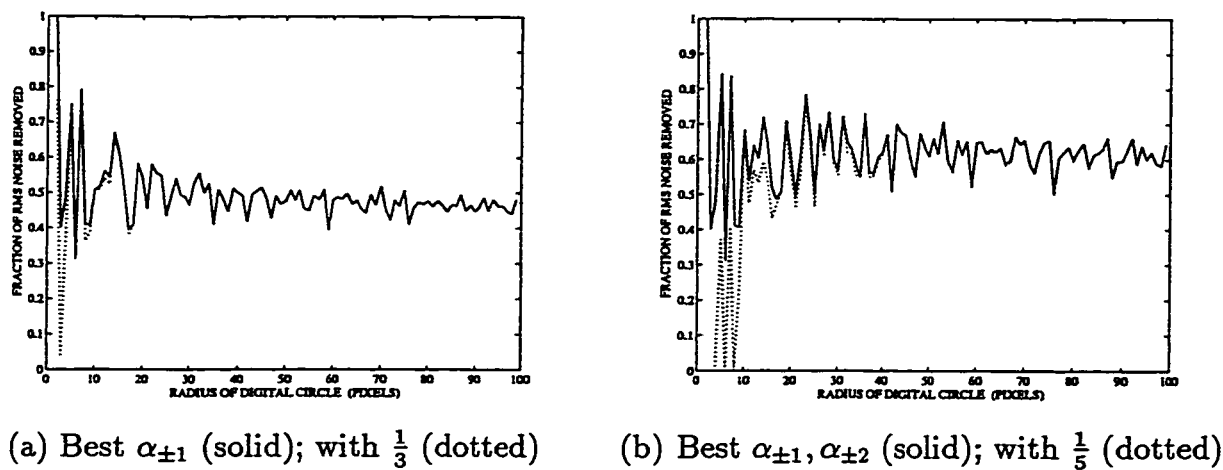 FRACTION OF RMS NOISE REMOVED
1
0.9
0.8
0.7
0.6
0.5
0.4
0.3
0.2
0.1
0
0 10 20 30 40 50 60 70 80 90 100
RADIUS OF DIGITAL CIRCLE (PIXELS)
(a) Best α±1 (solid); with 1/3 (dotted)
FRACTION OF RMS NOISE REMOVED
1
0.9
0.8
0.7
0.6
0.5
0.4
0.3
0.2
0.1
0
0 10 20 30 40 50 60 70 80 90 100
RADIUS OF DIGITAL CIRCLE (PIXELS)
(b) Best α±1, α±2 (solid); with 1/5 (dotted)